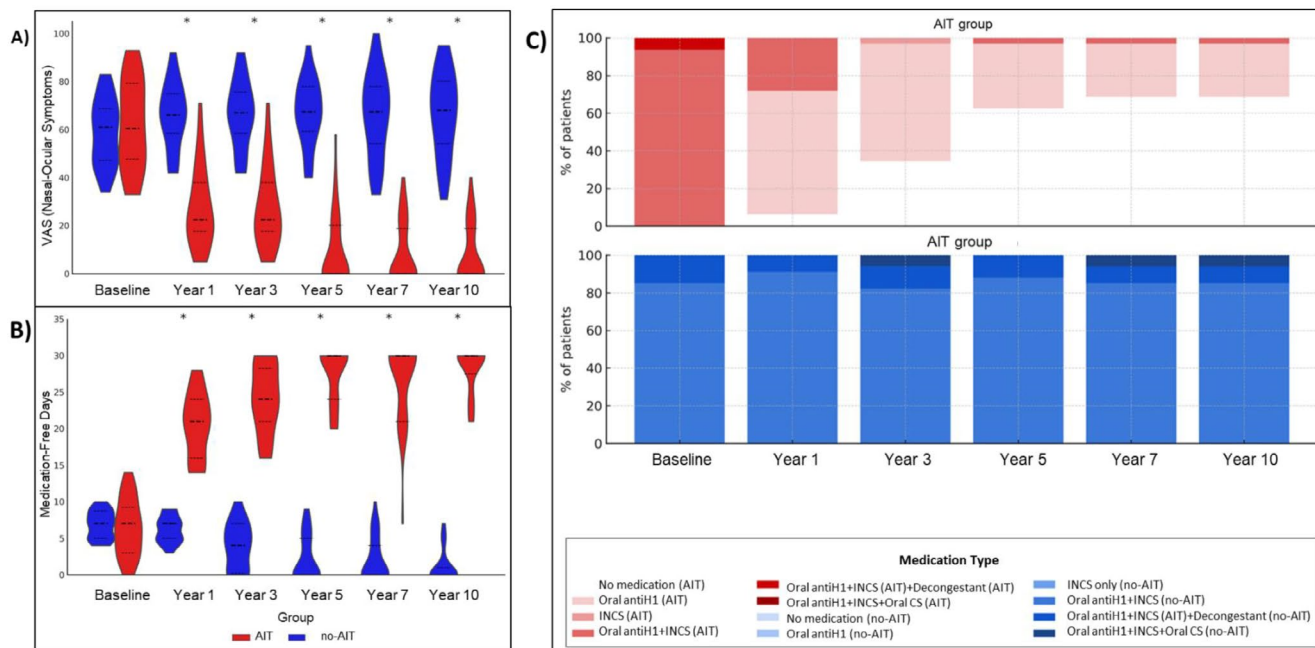 A)
* * * * *
VAS (Nasal-Ocular Symptoms)
100
80
60
40
20
0
Baseline Year 1 Year 3 Year 5 Year 7 Year 10
B)
* * * * *
Medication-Free Days
35
30
25
20
15
10
5
0
Baseline Year 1 Year 3 Year 5 Year 7 Year 10
Group
AIT no-AIT
C)
AIT group
% of patients
100
80
60
40
20
0
AIT group
% of patients
100
80
60
40
20
0
Baseline Year 1 Year 3 Year 5 Year 7 Year 10
Medication Type
No medication (AIT)
Oral antiH1 (AIT)
INCS (AIT)
Oral antiH1+INCS (AIT)
Oral antiH1+INCS (AIT)+Decongestant (AIT)
Oral antiH1+INCS+Oral CS (AIT)
No medication (no-AIT)
Oral antiH1 (no-AIT)
INCS only (no-AIT)
Oral antiH1+INCS (no-AIT)
Oral antiH1+INCS (AIT)+Decongestant (no-AIT)
Oral antiH1+INCS+Oral CS (no-AIT)